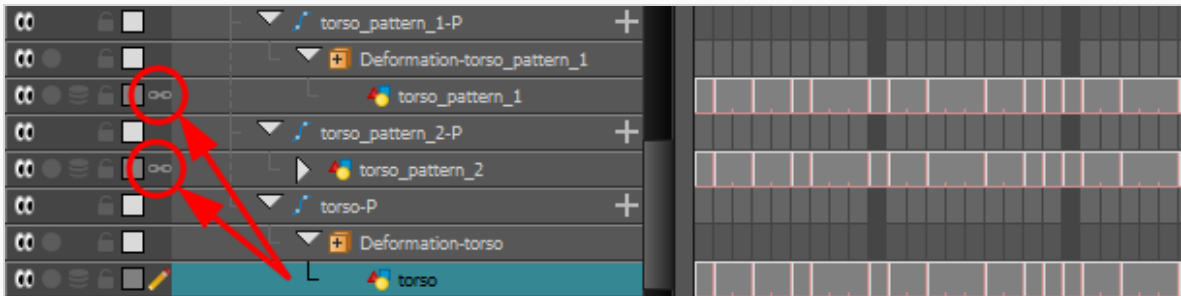 torso_pattern_1-P
Deformation-torso_pattern_1
torso_pattern_1
torso_pattern_2-P
torso_pattern_2
torso-P
Deformation-torso
torso